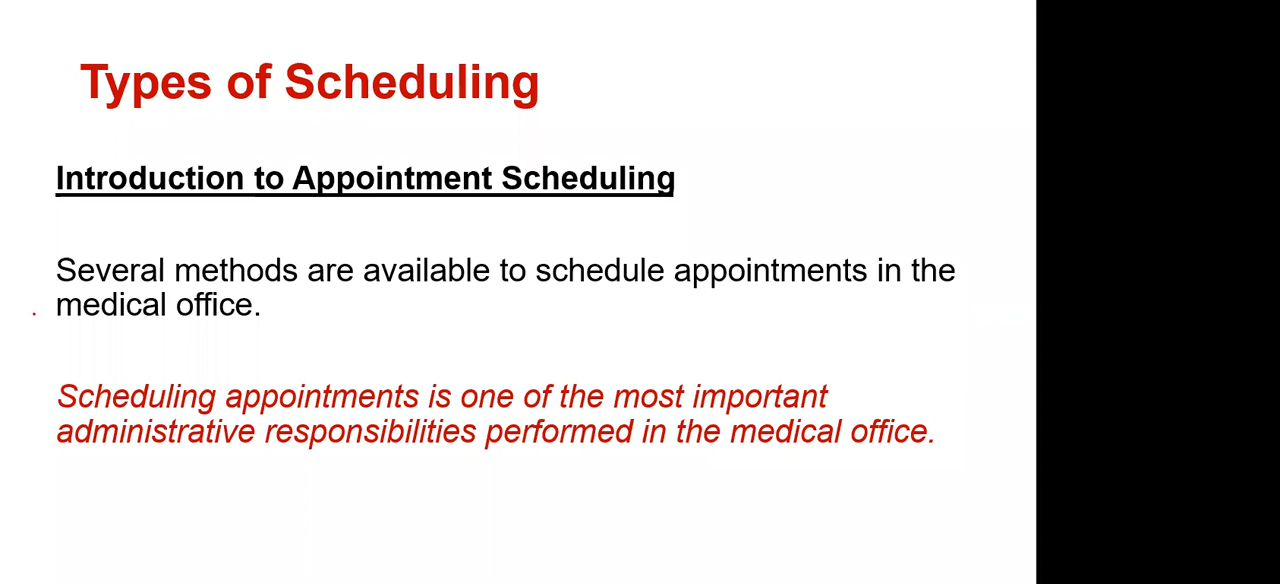 Types of Scheduling
Introduction to Appointment Scheduling
Several methods are available to schedule appointments in the
medical office.
Scheduling appointments is one of the most important
administrative responsibilities performed in the medical office.